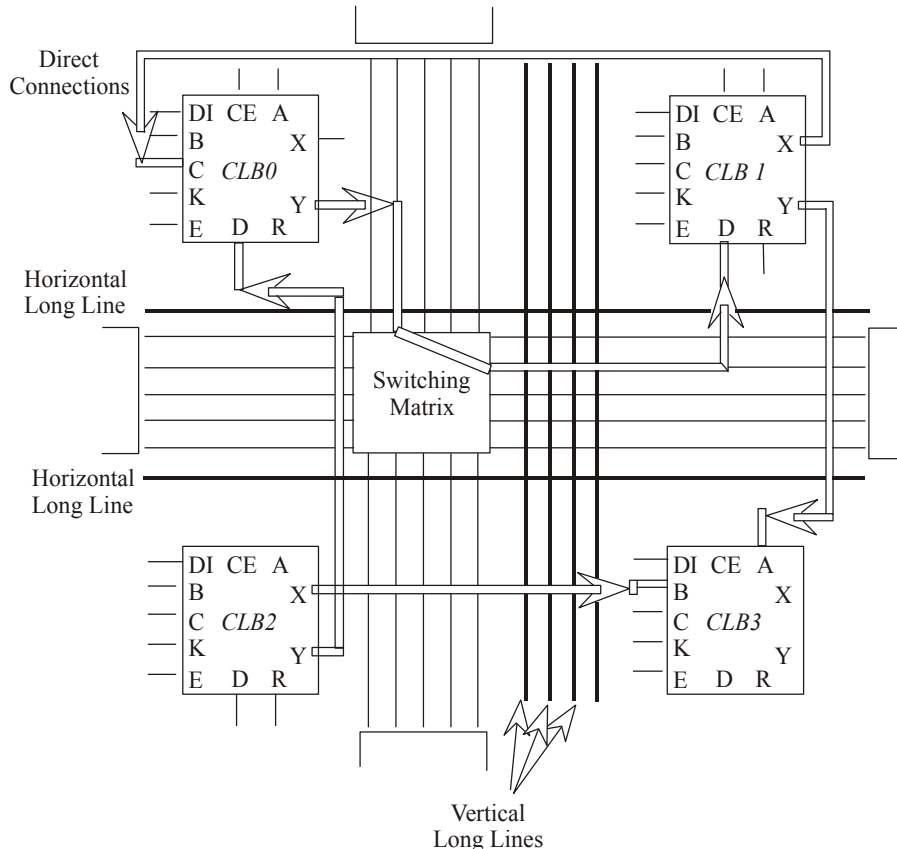 Direct
Connections
DI CE A
B
X
C CLB0
K
Y
E D R
DI CE A
B
X
C CLB 1
K
Y
E D R
Horizontal
Long Line
Switching
Matrix
Horizontal
Long Line
DI CE A
B
X
C CLB2
K
Y
E D R
DI CE A
B
X
C CLB3
K
Y
E D R
Vertical
Long Lines